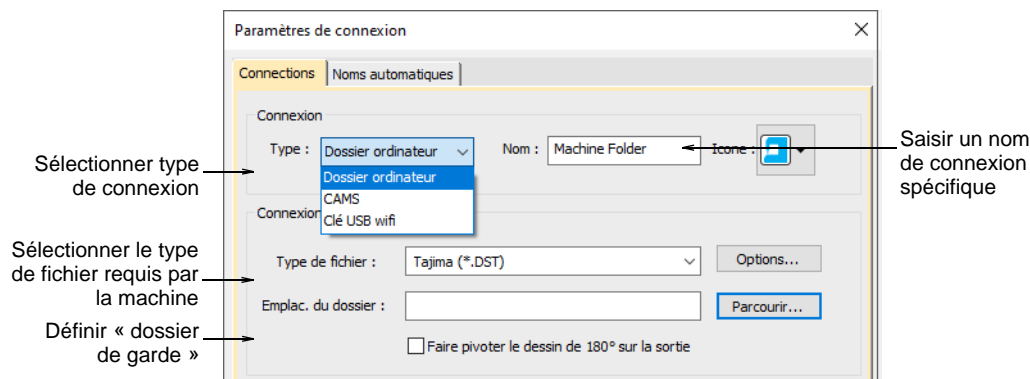 Paramètres de connexion
Connections Noms automatiques
Connexion
Type : Dossier ordinateur Nom : Machine Folder Icone :
Dossier ordinateur
CAMS
Clé USB wifi
Connexion
Type de fichier : Tajima (*.DST) Options...
Emplac. du dossier : Parcourir...
Faire pivoter le dessin de 180° sur la sortie
Sélectionner type
de connexion
Sélectionner le type
de fichier requis par
la machine
Définir « dossier
de garde »
Saisir un nom
de connexion
spécifique